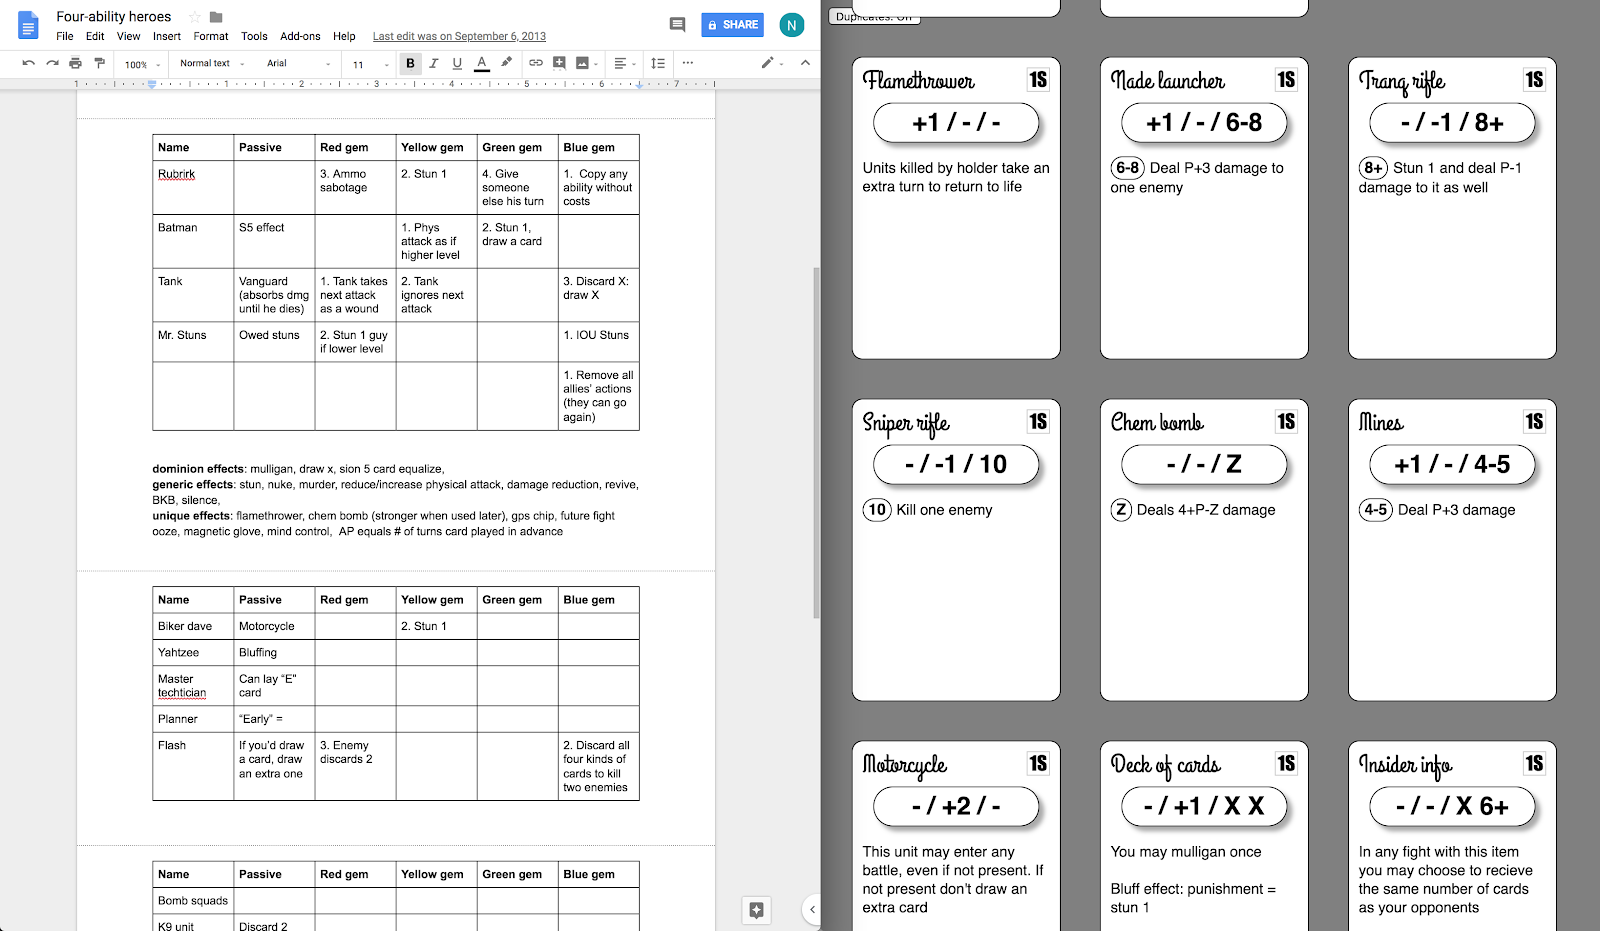 Four-ability heroes
File Edit View Insert Format Tools Add-ons Help Last edit was on September 6, 2013
SHARE
N
100% Normal text Arial 11 B I U A
1 1 2 3 4 5 6 7
Name Passive Red gem Yellow gem Green gem Blue gem
Rubrirk 3. Ammo sabotage 2. Stun 1 4. Give someone else his turn 1. Copy any ability without costs
Batman S5 effect 1. Phys attack as if higher level 2. Stun 1, draw a card
Tank Vanguard (absorbs dmg until he dies) 1. Tank takes next attack as a wound 2. Tank ignores next attack 3. Discard X: draw X
Mr. Stuns Owed stuns 2. Stun 1 guy if lower level 1. IOU Stuns
1. Remove all allies' actions (they can go again)
dominion effects: mulligan, draw x, sion 5 card equalize,
generic effects: stun, nuke, murder, reduce/increase physical attack, damage reduction, revive,
BKB, silence,
unique effects: flamethrower, chem bomb (stronger when used later), gps chip, future fight
ooze, magnetic glove, mind control, AP equals # of turns card played in advance
Name Passive Red gem Yellow gem Green gem Blue gem
Biker dave Motorcycle 2. Stun 1
Yahtzee Bluffing
Master techtician Can lay “E” card
Planner “Early” =
Flash If you'd draw a card, draw an extra one 3. Enemy discards 2 2. Discard all four kinds of cards to kill two enemies
Name Passive Red gem Yellow gem Green gem Blue gem
Bomb squads
K9 unit Discard 2
Duplicates: Off
Flamethrower 1S
+1 / - / -
Units killed by holder take an
extra turn to return to life
Nade launcher 1S
+1 / - / 6-8
6-8 Deal P+3 damage to
one enemy
Tranq rifle 1S
- / -1 / 8+
8+ Stun 1 and deal P-1
damage to it as well
Sniper rifle 1S
- / -1 / 10
10 Kill one enemy
Chem bomb 1S
- / - / Z
Z Deals 4+P-Z damage
Mines 1S
+1 / - / 4-5
4-5 Deal P+3 damage
Motorcycle 1S
- / +2 / -
This unit may enter any
battle, even if not present. If
not present don't draw an
extra card
Deck of cards 1S
- / +1 / X X
You may mulligan once
Bluff effect: punishment =
stun 1
Insider info 1S
- / - / X 6+
In any fight with this item
you may choose to recieve
the same number of cards
as your opponents